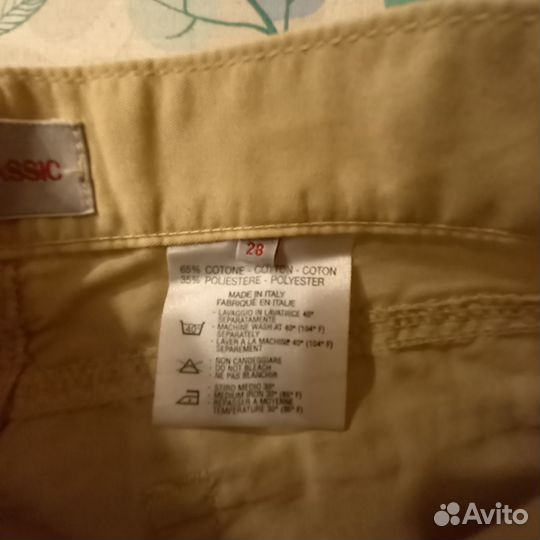 ASSIC
28
65% COTONE - COTTON - COTON
35% POLIESTERE - POLYESTER
MADE IN ITALY
FABRIQUÉ EN ITALIE
- LAVAGGIO IN LAVATRICE 40°
SEPARATAMENTE
40°
- MACHINE WASH AT 40° (104° F)
SEPARATELY
- LAVER A LA MACHINE 40° (104° F)
SEPAREMENT
- NON CANDEGGIARE
- DO NOT BLEACH
- NE PAS BLANCHIR
- STIRO MEDIO 30°
- MEDIUM IRON 30° (86° F)
- REPASSER A MOYENNE
TEMPERATURE 30° (86° F)
Avito